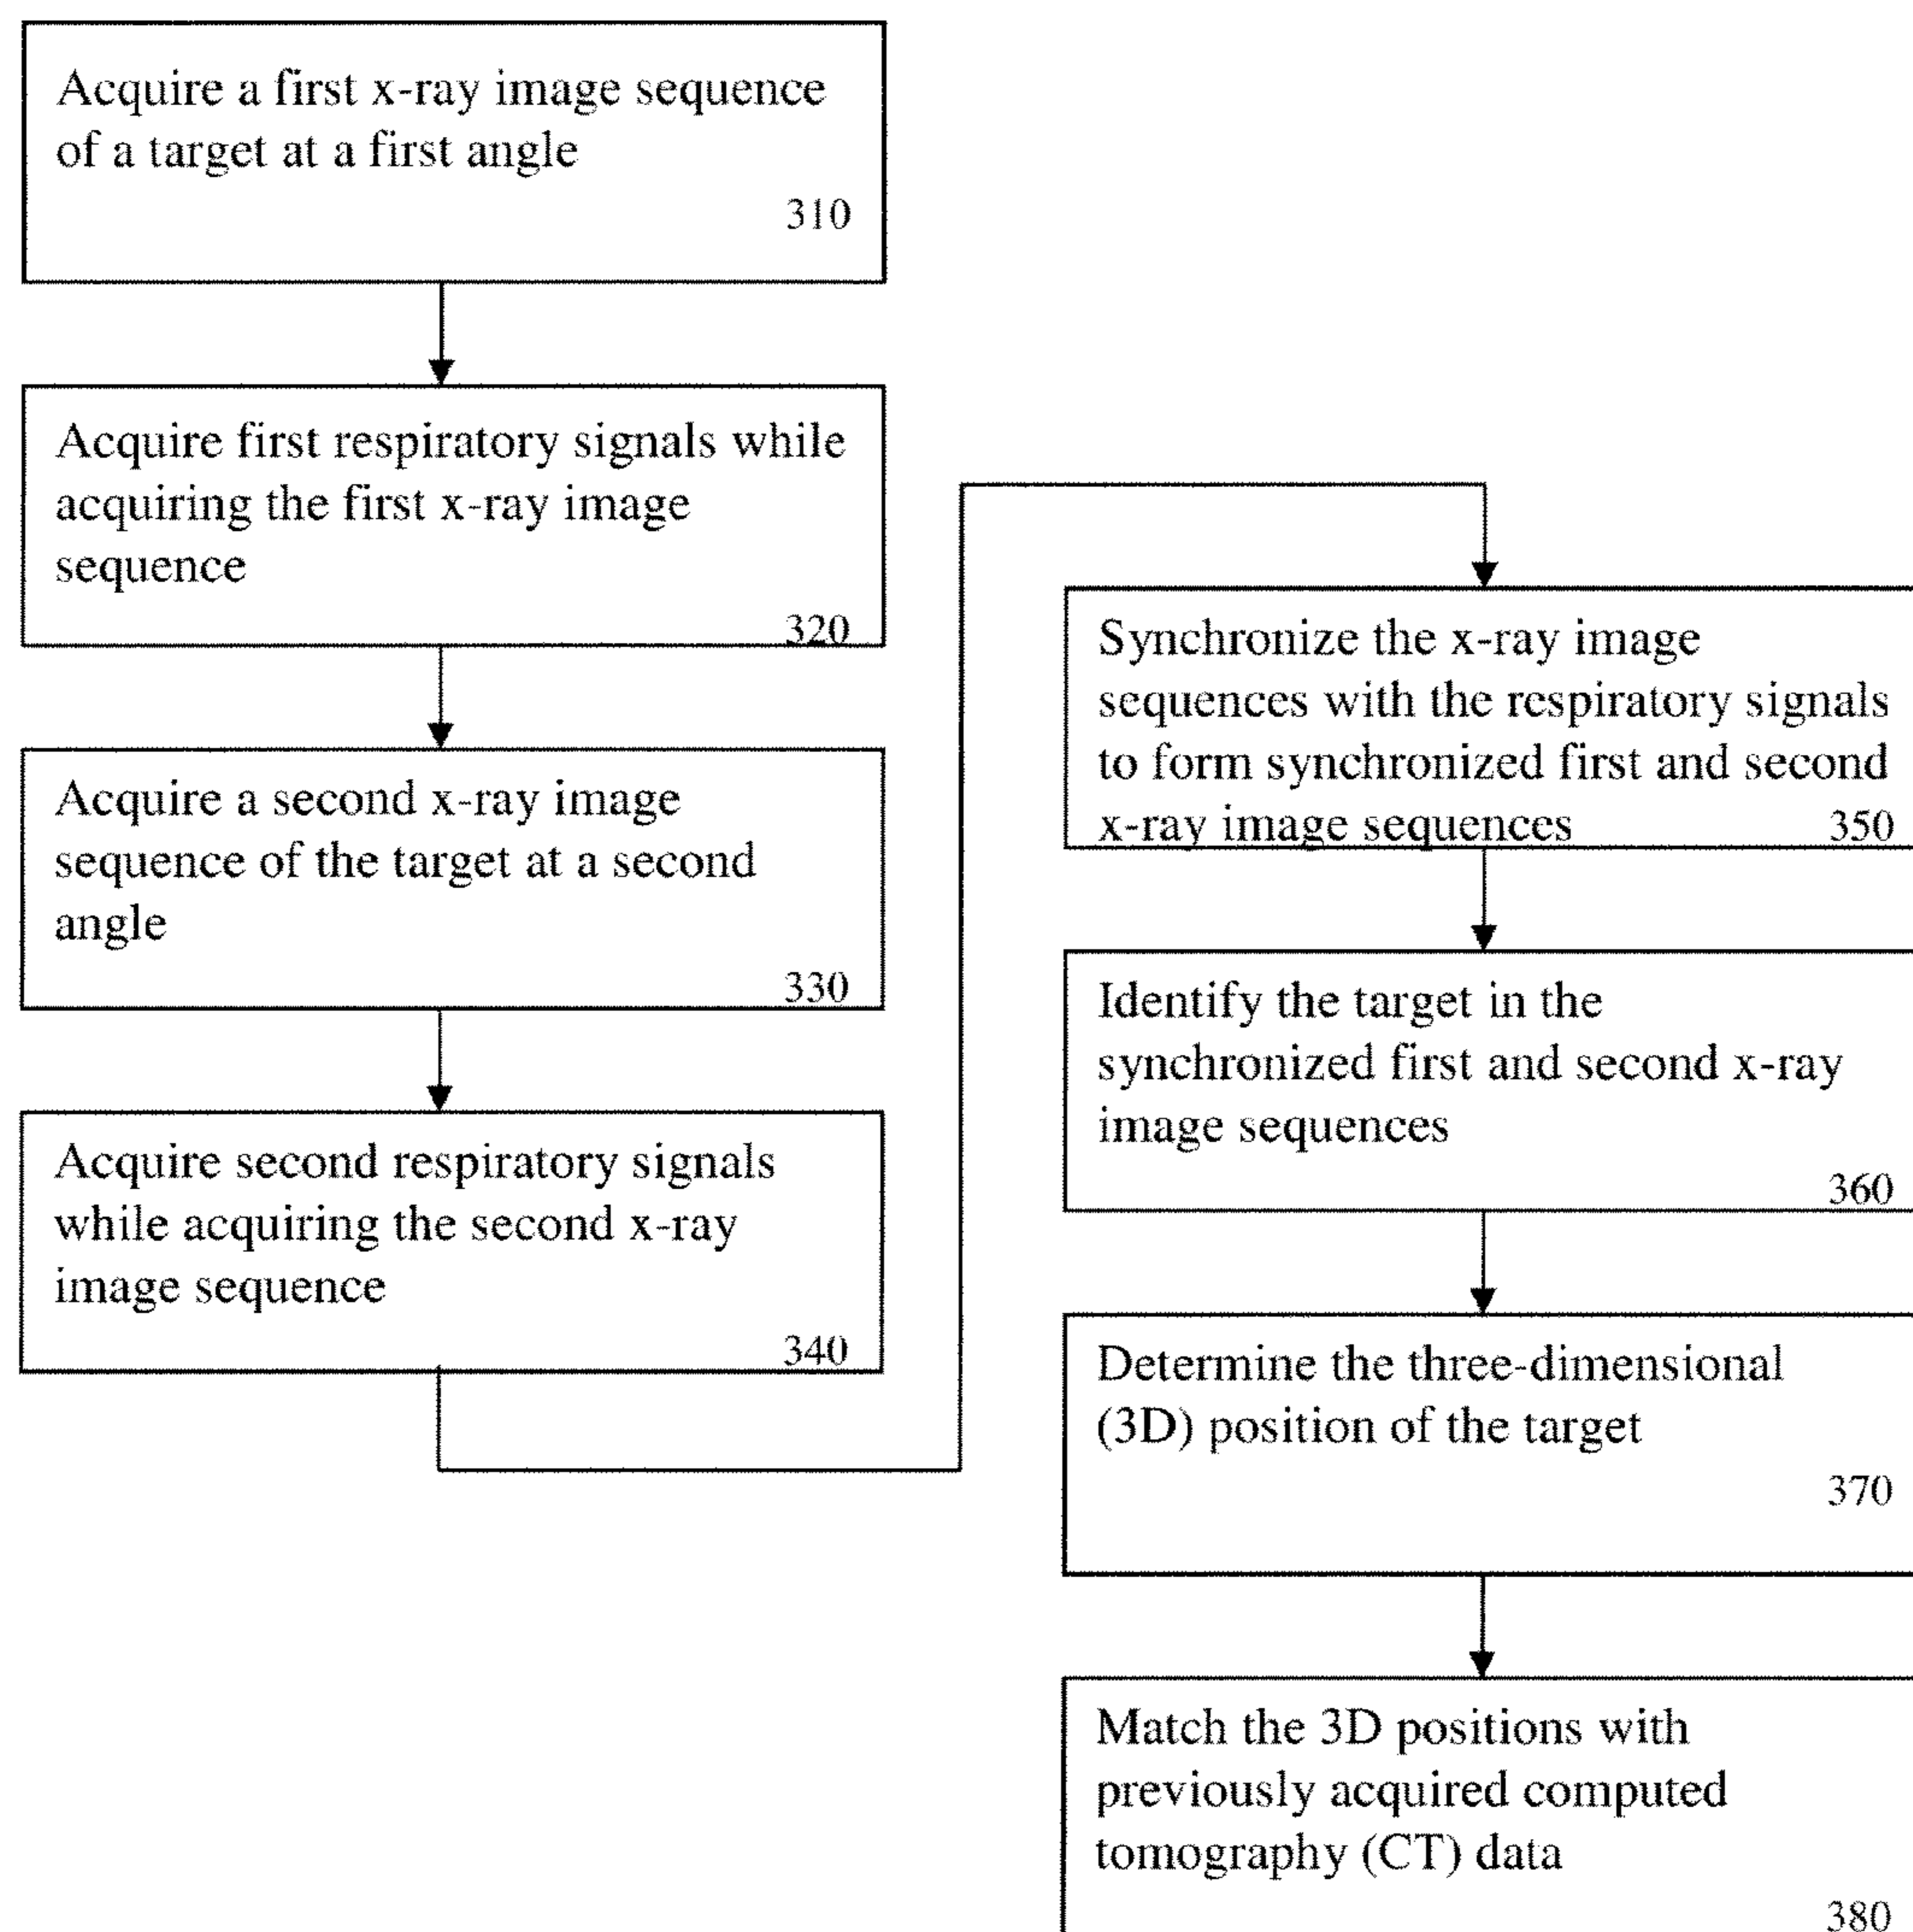 Acquire a first x-ray image sequence
of a target at a first angle
310
Acquire first respiratory signals while
acquiring the first x-ray image
sequence
320
Acquire a second x-ray image
sequence of the target at a second
angle
330
Acquire second respiratory signals
while acquiring the second x-ray
image sequence
340
Synchronize the x-ray image
sequences with the respiratory signals
to form synchronized first and second
x-ray image sequences 350
Identify the target in the
synchronized first and second x-ray
image sequences
360
Determine the three-dimensional
(3D) position of the target
370
Match the 3D positions with
previously acquired computed
tomography (CT) data
380